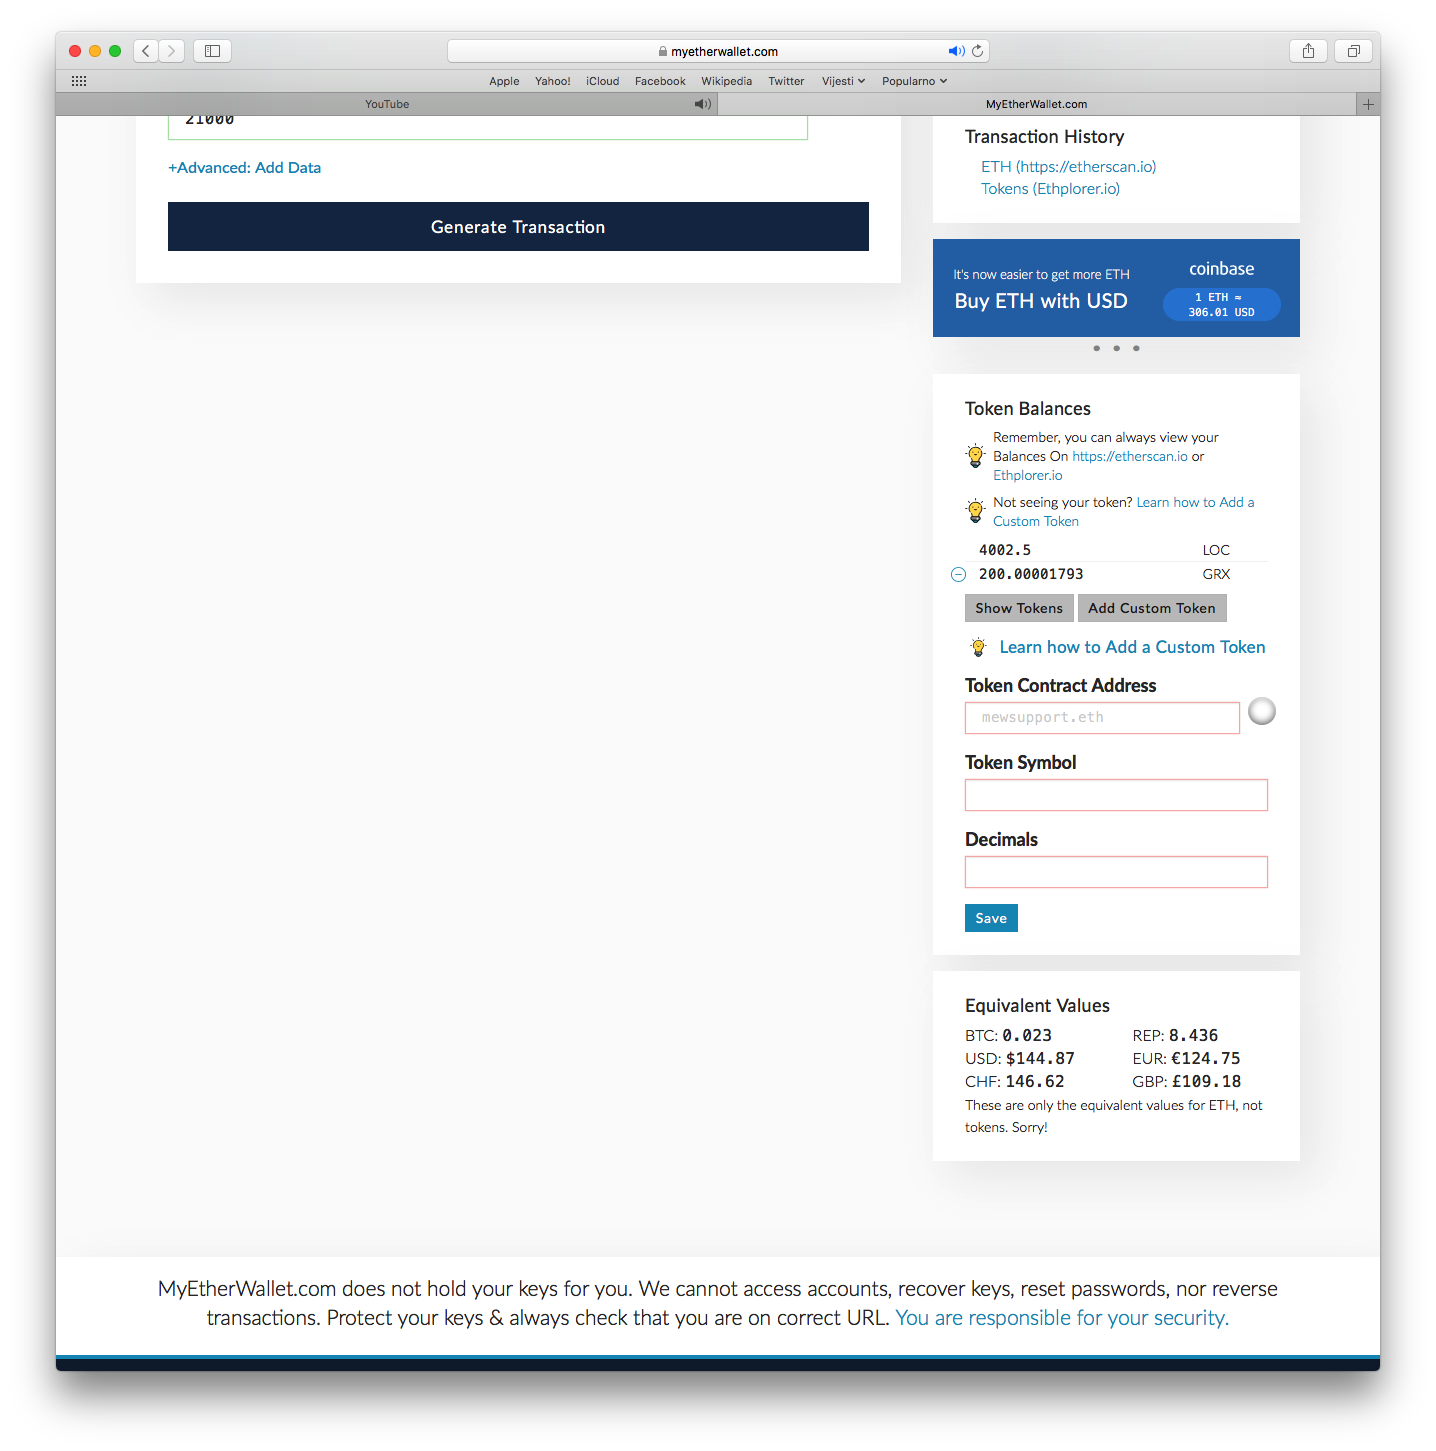 myetherwallet.com
Apple Yahoo! iCloud Facebook Wikipedia Twitter Vijesti Popularno
YouTube
MyEtherWallet.com
21000
+Advanced: Add Data
Generate Transaction
Transaction History
ETH (https://etherscan.io)
Tokens (Ethplorer.io)
It's now easier to get more ETH
Buy ETH with USD
coinbase
1 ETH ≈
306.01 USD
Token Balances
Remember, you can always view your
Balances On https://etherscan.io or
Ethplorer.io
Not seeing your token? Learn how to Add a
Custom Token
4002.5 LOC
200.00001793 GRX
Show Tokens Add Custom Token
Learn how to Add a Custom Token
Token Contract Address
mewsupport.eth
Token Symbol
Decimals
Save
Equivalent Values
BTC: 0.023 REP: 8.436
USD: $144.87 EUR: €124.75
CHF: 146.62 GBP: £109.18
These are only the equivalent values for ETH, not
tokens. Sorry!
MyEtherWallet.com does not hold your keys for you. We cannot access accounts, recover keys, reset passwords, nor reverse
transactions. Protect your keys & always check that you are on correct URL. You are responsible for your security.